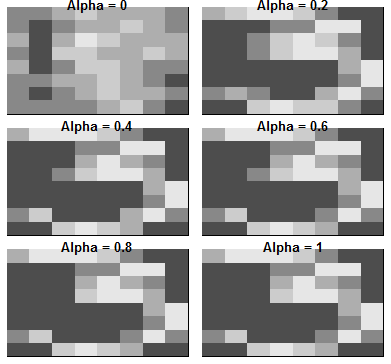 Alpha = 0
Alpha = 0.2
Alpha = 0.4
Alpha = 0.6
Alpha = 0.8
Alpha = 1